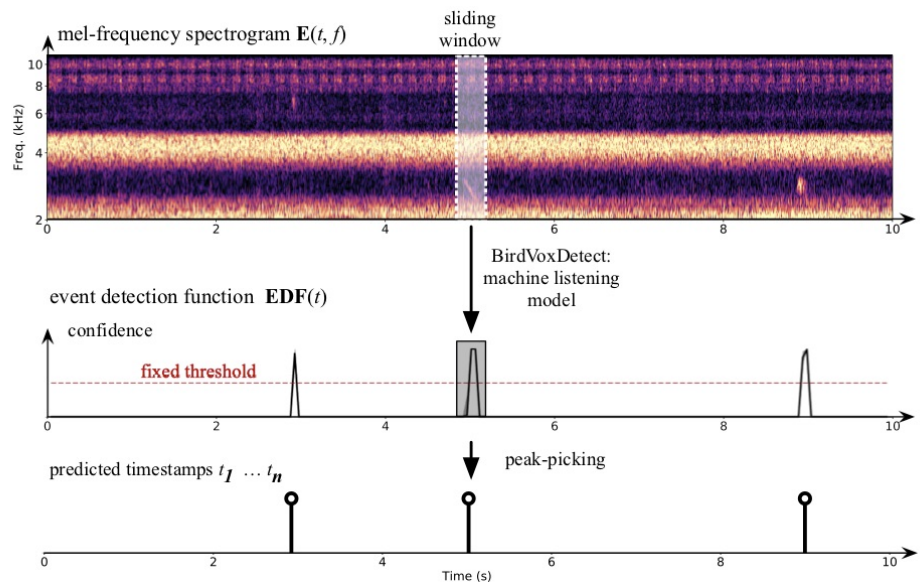 sliding
window
mel-frequency spectrogram E(t, f)
Freq. (kHz)
10
8
6
4
2
0 2 4 6 8 10
BirdVoxDetect:
machine listening
model
event detection function EDF(t)
confidence
fixed threshold
0 2 4 6 8 10
peak-picking
predicted timestamps t1 … tn
0 2 4 6 8 10
Time (s)